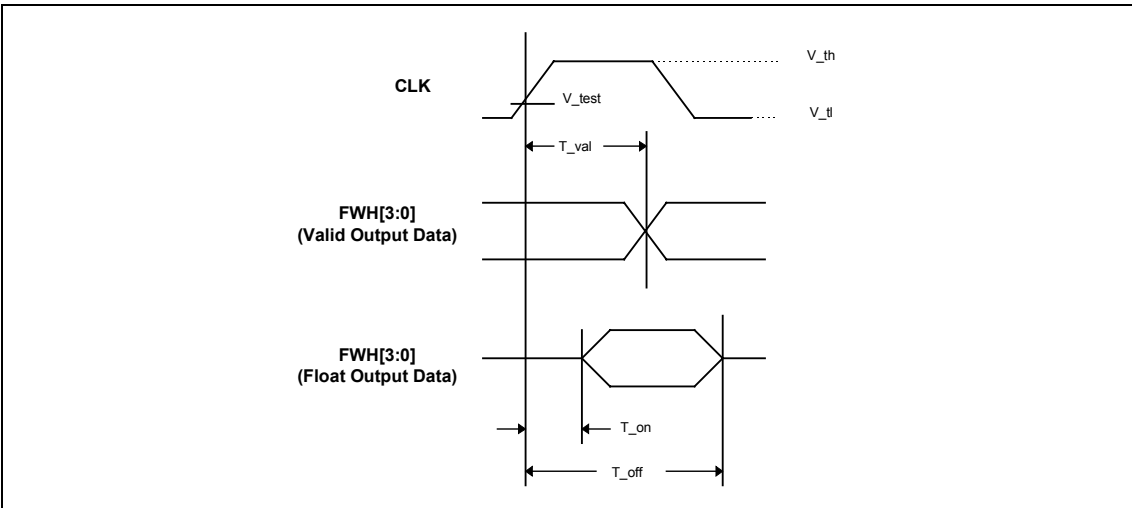 V_th
CLK
V_test
V_tl
T_val
FWH[3:0]
(Valid Output Data)
FWH[3:0]
(Float Output Data)
T_on
T_off